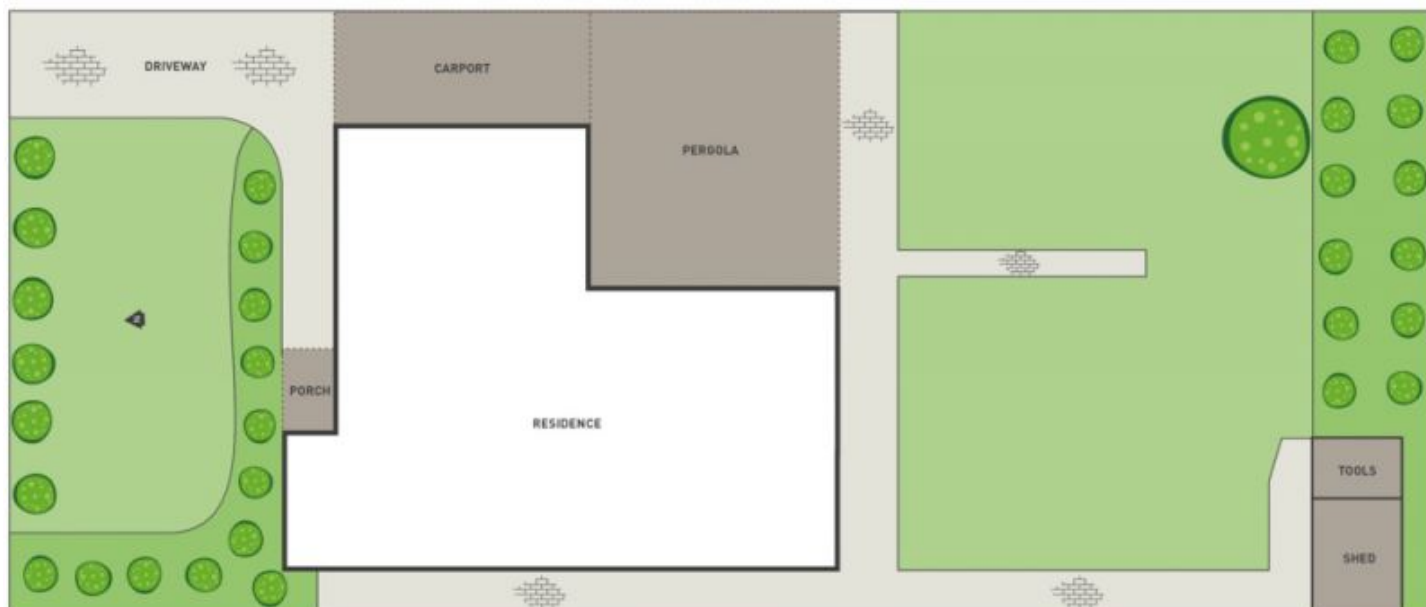 DRIVEWAY
CARPORT
PERGOLA
PORCH
RESIDENCE
TOOLS
SHED